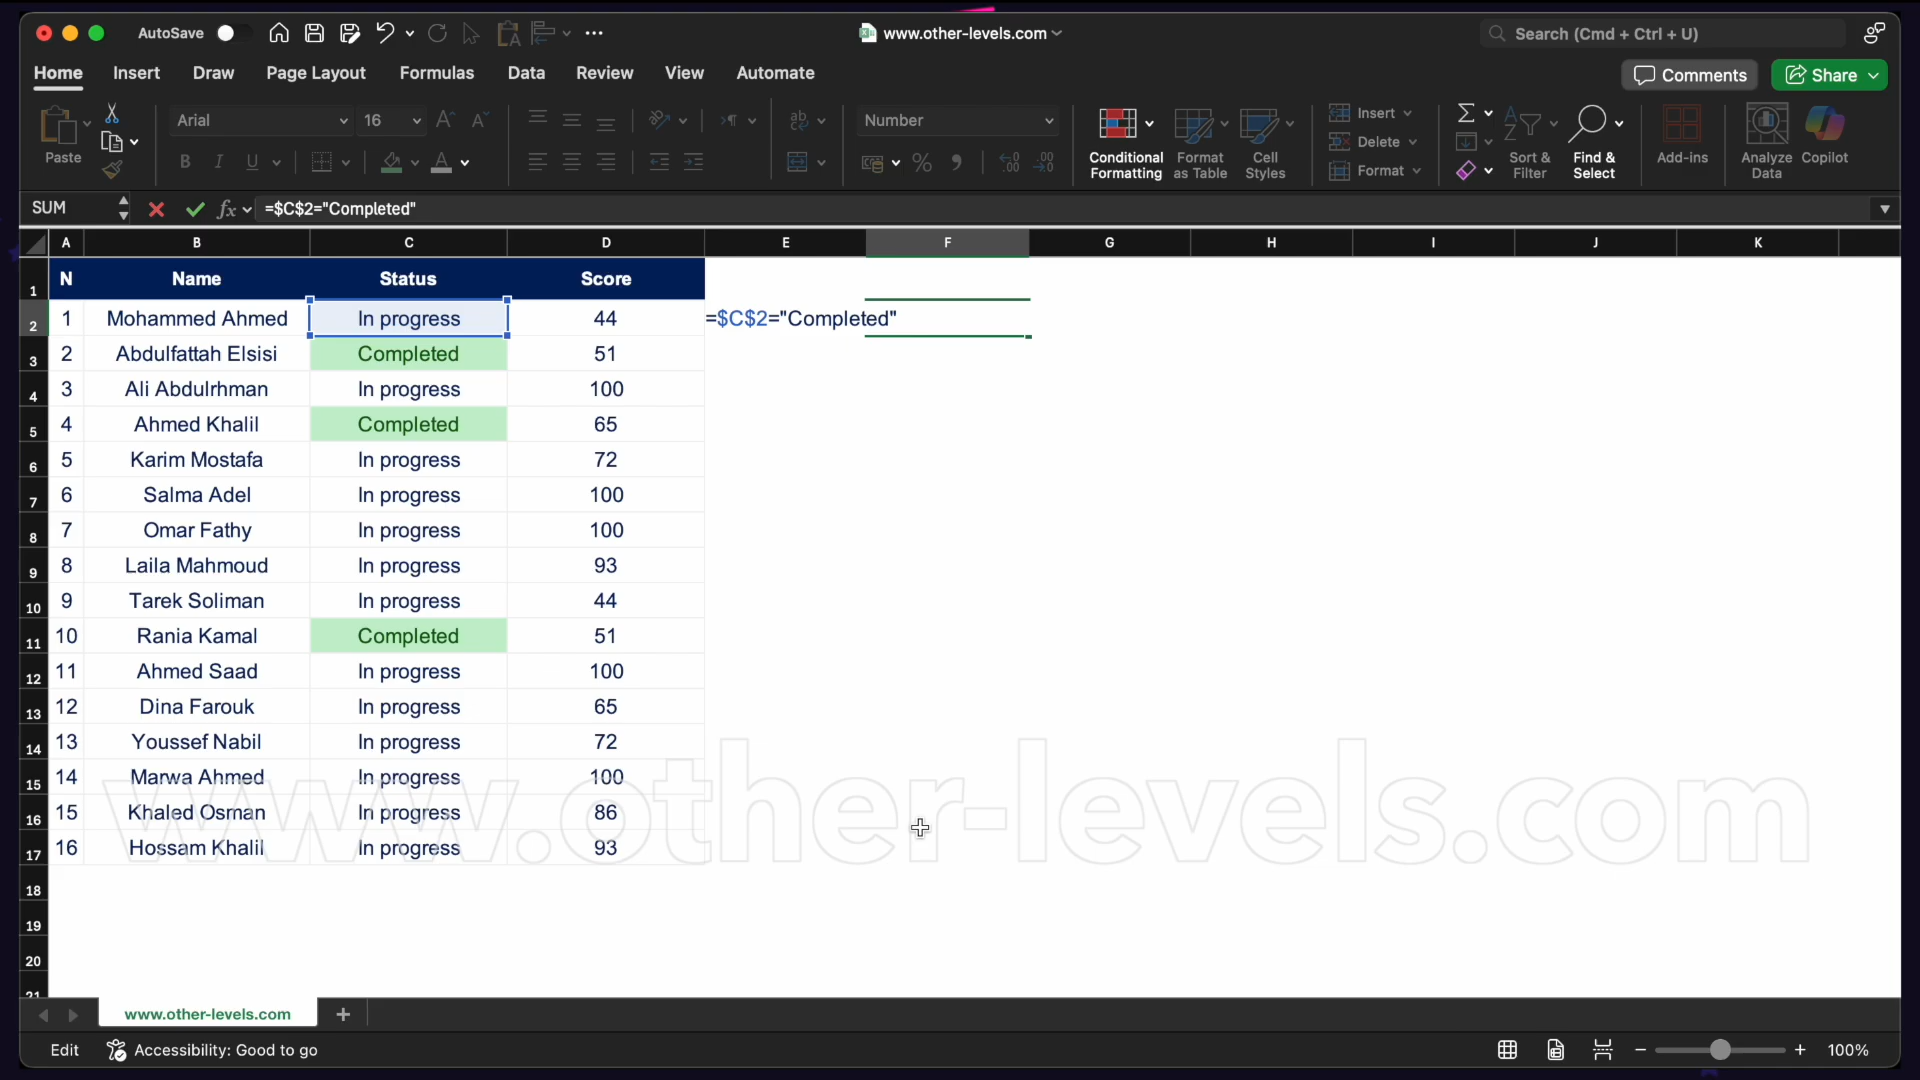 AutoSave
www.other-levels.com
Search (Cmd + Ctrl + U)
Home Insert Draw Page Layout Formulas Data Review View Automate
Comments Share
Paste
Arial 16
B I U
Number
Conditional Formatting
Format as Table
Cell Styles
Insert
Delete
Format
Sort & Filter
Find & Select
Add-ins
Analyze Data
Copilot
SUM fx =$C$2="Completed"
A B C D E F G H I J K
1 N Name Status Score
2 1 Mohammed Ahmed In progress 44 =$C$2="Completed"
3 2 Abdulfattah Elsisi Completed 51
4 3 Ali Abdulrhman In progress 100
5 4 Ahmed Khalil Completed 65
6 5 Karim Mostafa In progress 72
7 6 Salma Adel In progress 100
8 7 Omar Fathy In progress 100
9 8 Laila Mahmoud In progress 93
10 9 Tarek Soliman In progress 44
11 10 Rania Kamal Completed 51
12 11 Ahmed Saad In progress 100
13 12 Dina Farouk In progress 65
14 13 Youssef Nabil In progress 72
15 14 Marwa Ahmed In progress 100
16 15 Khaled Osman In progress 86
17 16 Hossam Khalil In progress 93
18
19
20
21
www.other-levels.com
www.other-levels.com
Edit Accessibility: Good to go 100%